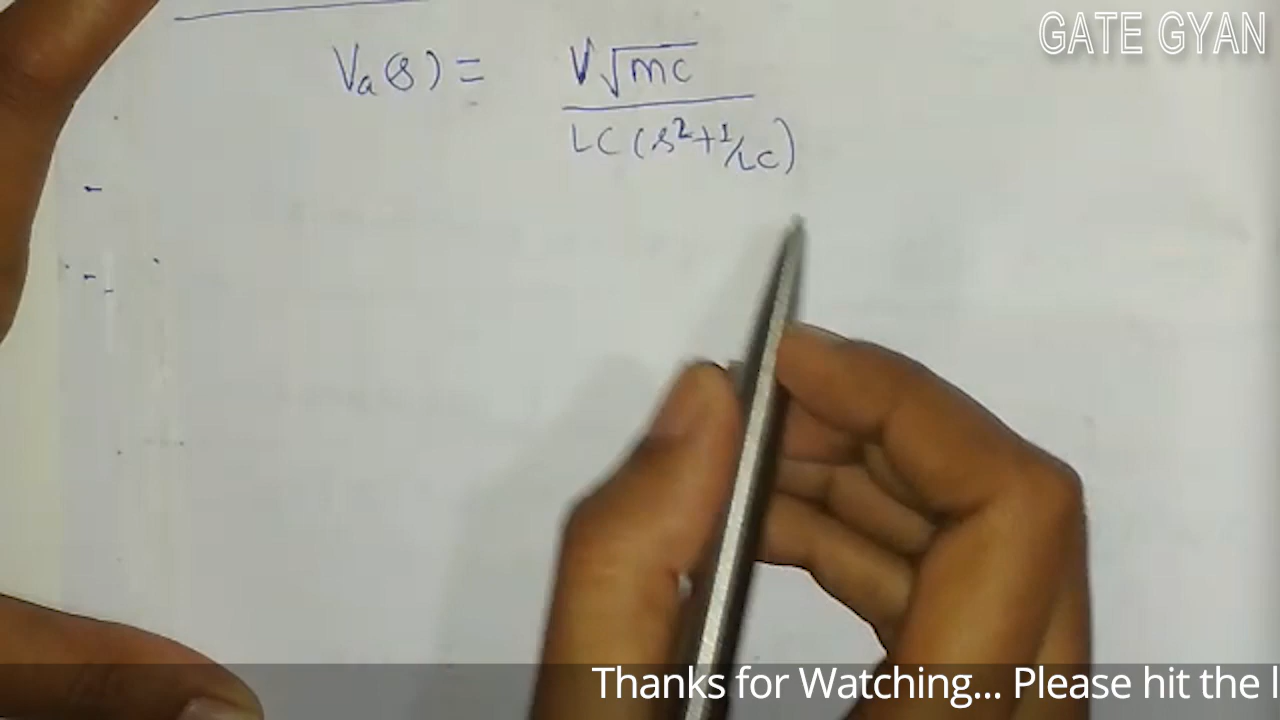 GATE GYAN
Va(s) = V√mc
LC (s²+1/LC)
Thanks for Watching... Please hit the l